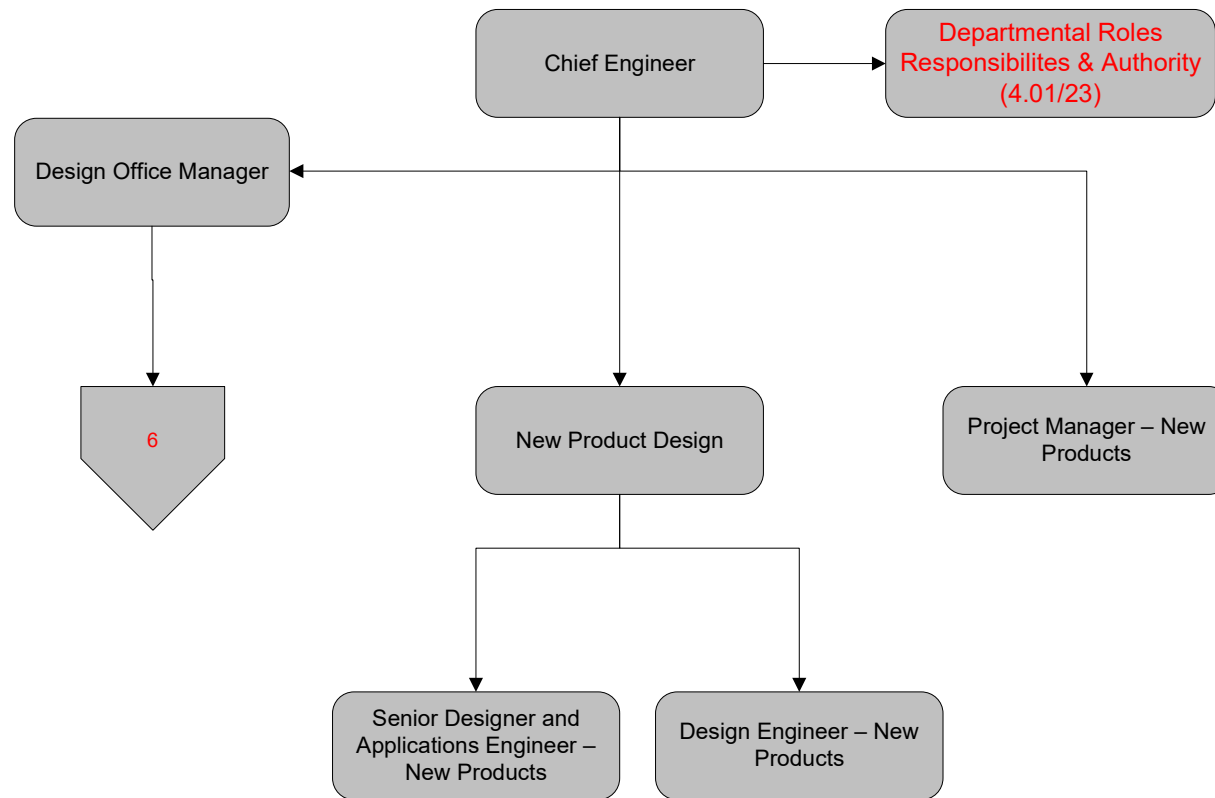 Chief Engineer
Departmental Roles
Responsibilites & Authority
(4.01/23)
Design Office Manager
6
New Product Design
Project Manager – New
Products
Senior Designer and
Applications Engineer –
New Products
Design Engineer – New
Products